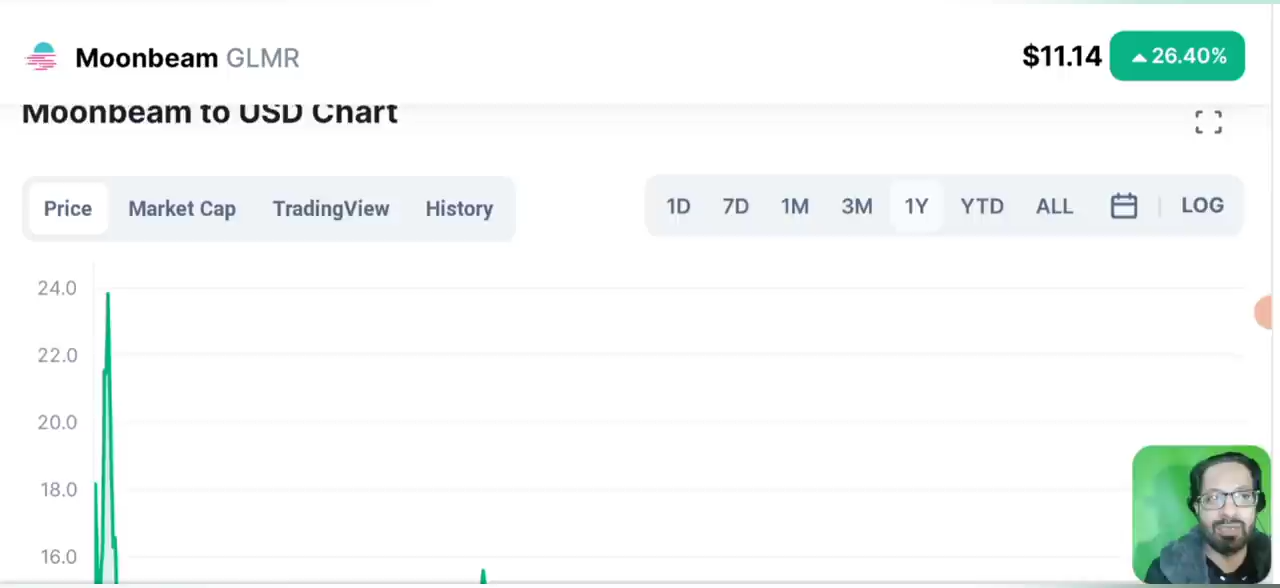 Moonbeam GLMR
$11.14 26.40%
Moonbeam to USD Chart
Price Market Cap TradingView History
1D 7D 1M 3M 1Y YTD ALL LOG
24.0
22.0
20.0
18.0
16.0